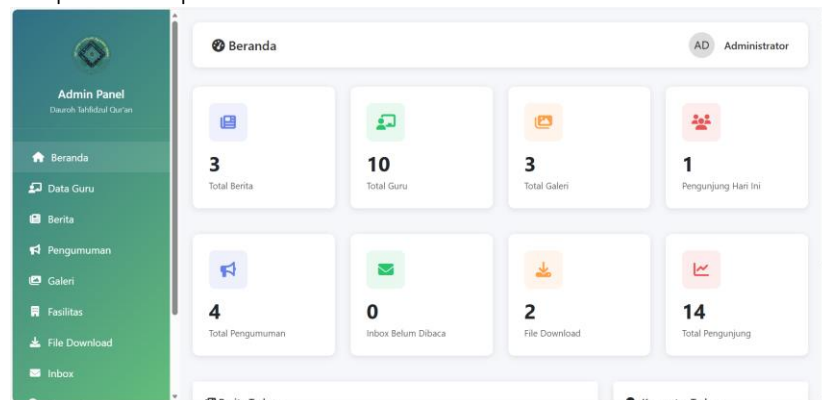 Beranda
AD Administrator
Admin Panel
Dauroh Tahfidzul Qur'an
Beranda
Data Guru
Berita
Pengumuman
Galeri
Fasilitas
File Download
Inbox
3
Total Berita
10
Total Guru
3
Total Galeri
1
Pengunjung Hari Ini
4
Total Pengumuman
0
Inbox Belum Dibaca
2
File Download
14
Total Pengunjung